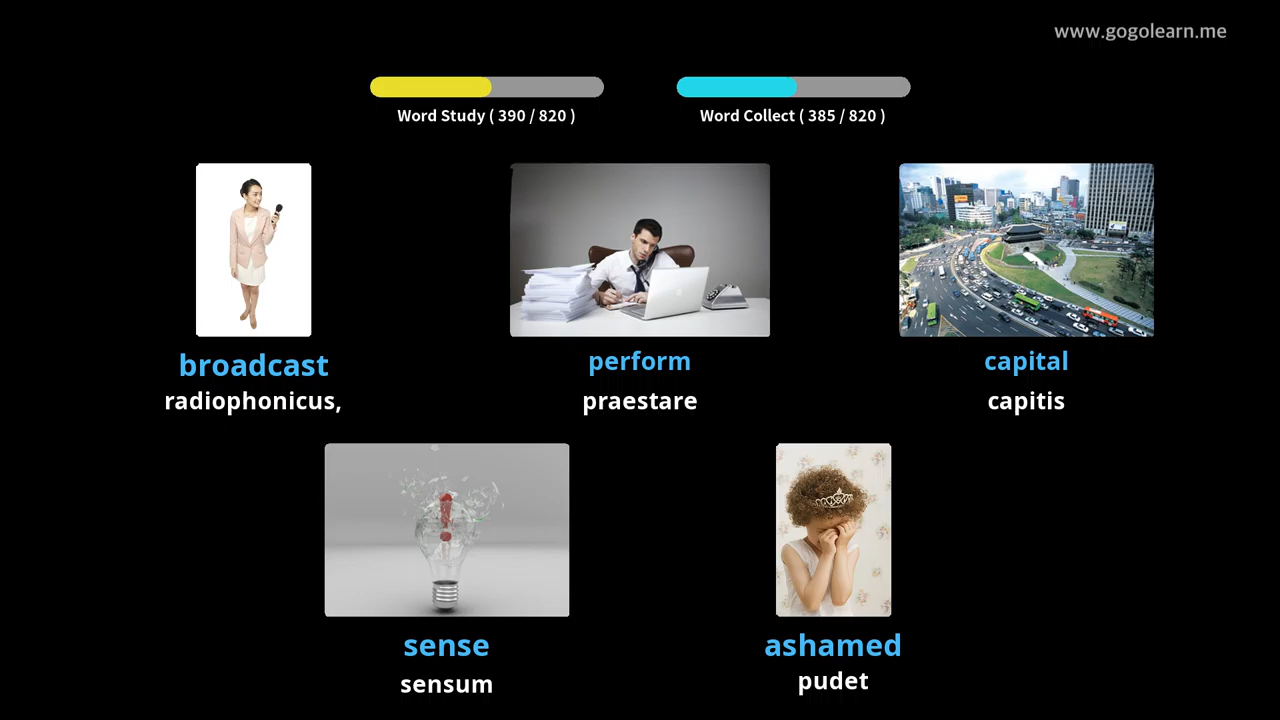 www.gogolearn.me
Word Study ( 390 / 820 )
Word Collect ( 385 / 820 )
broadcast
radiophonicus,
perform
praestare
capital
capitis
sense
sensum
ashamed
pudet